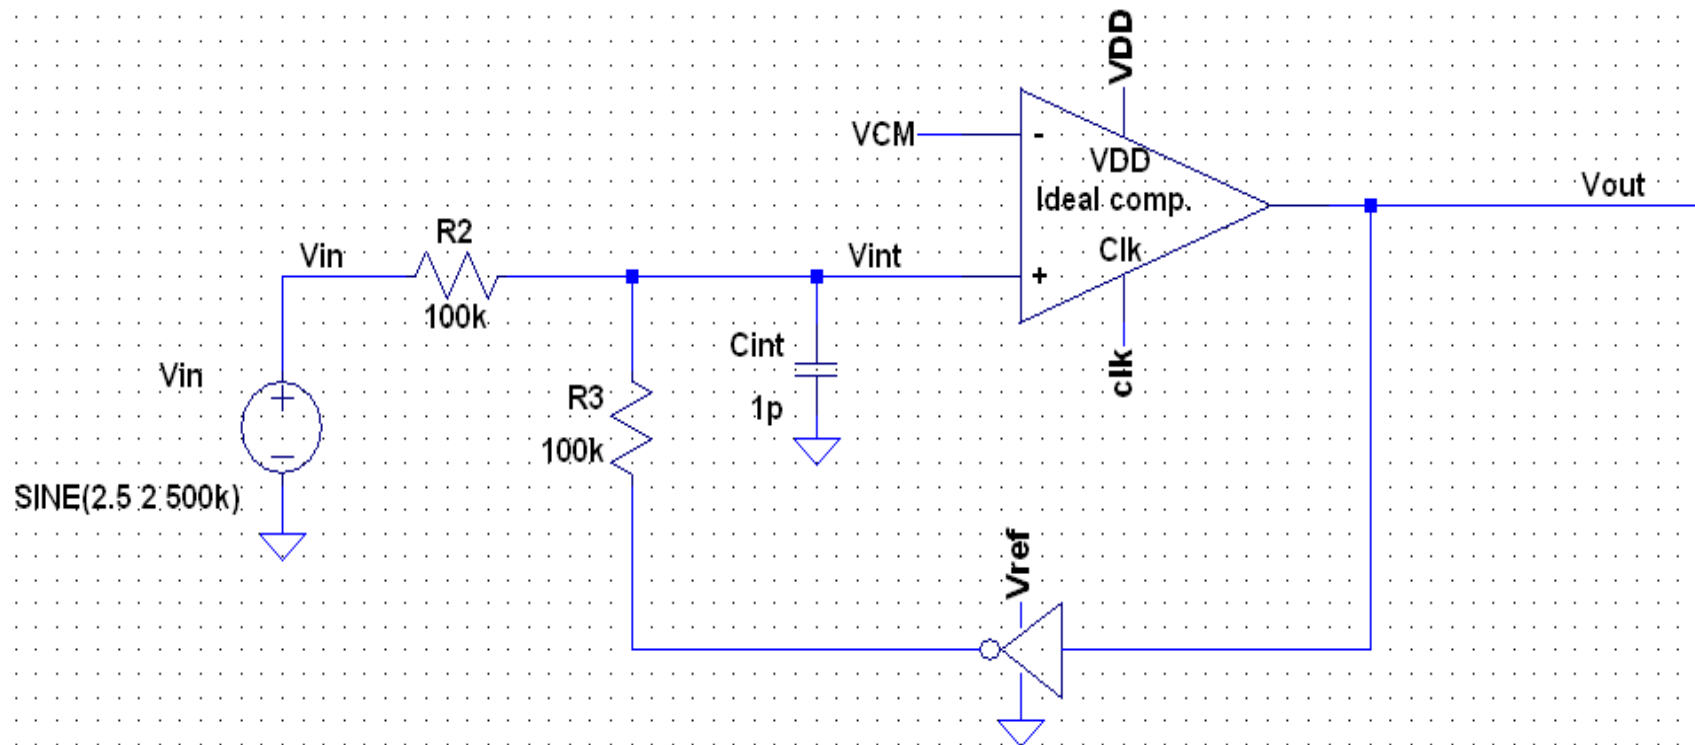 VDD
VCM
-
VDD
Ideal comp.
Clk
+
clk
Vout
Vin
R2
100k
Vint
Cint
1p
R3
100k
Vin
+
−
SINE(2.5 2 500k)
Vref